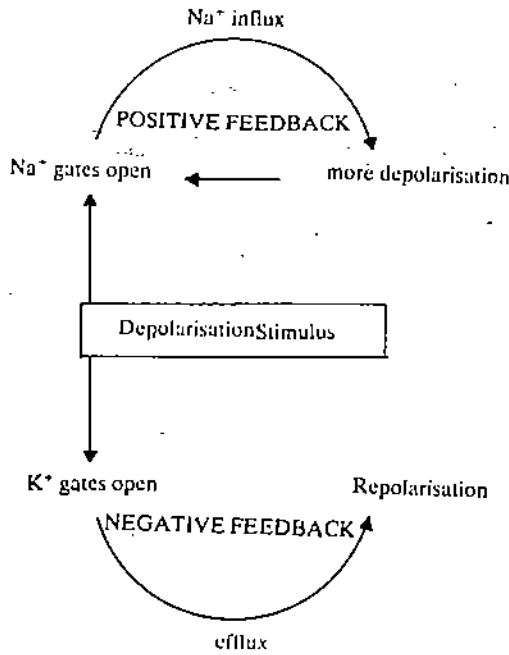 Na⁺ influx
POSITIVE FEEDBACK
Na⁺ gates open
more depolarisation
DepolarisationStimulus
K⁺ gates open
Repolarisation
NEGATIVE FEEDBACK
efflux